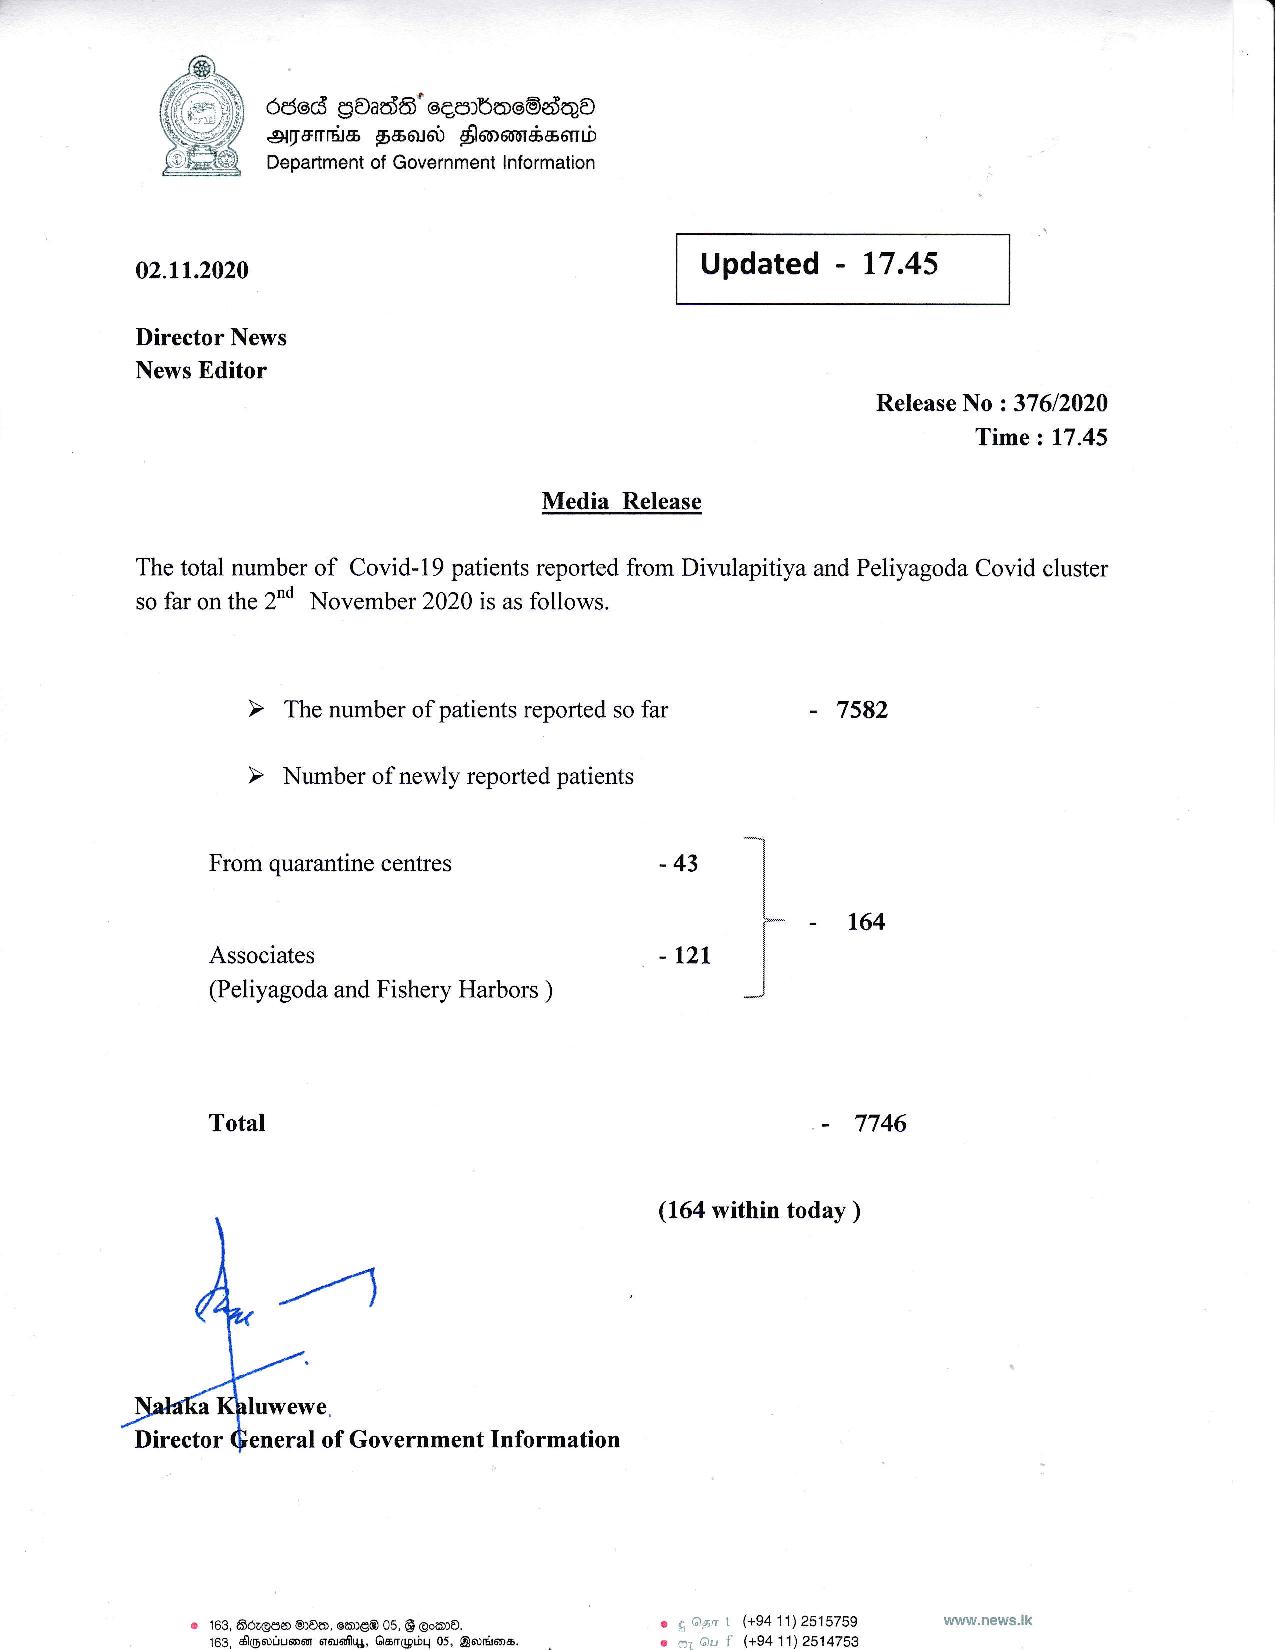 රජයේ ප්‍රවෘත්ති දෙපාර්තමේන්තුව
அரசாங்க தகவல் திணைக்களம்
Department of Government Information
02.11.2020
Updated - 17.45
Director News
News Editor
Release No : 376/2020
Time : 17.45
Media Release
The total number of Covid-19 patients reported from Divulapitiya and Peliyagoda Covid cluster
so far on the 2nd November 2020 is as follows.
➢ The number of patients reported so far - 7582
➢ Number of newly reported patients
From quarantine centres - 43
- 164
Associates - 121
(Peliyagoda and Fishery Harbors )
Total - 7746
(164 within today )
Nalaka Kaluwewe
Director General of Government Information
163, කිරුලපන මාවත, කොළඹ 05, ශ්‍රී ලංකාව.
163, கிருலப்பனை எவனியூ, கொழும்பு 05, இலங்கை.
(+94 11) 2515759
(+94 11) 2514753
www.news.lk